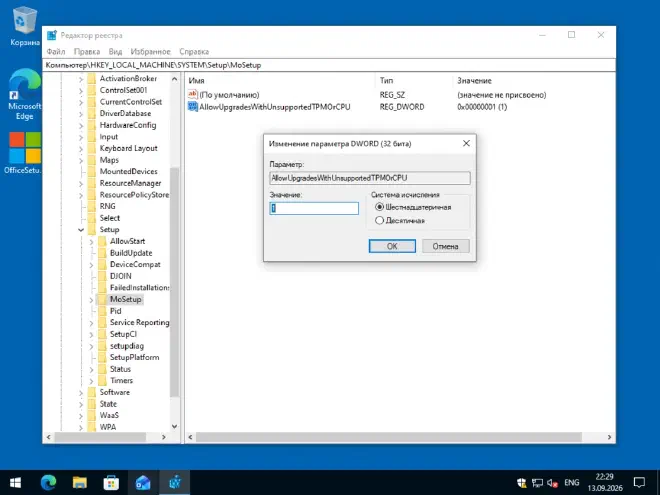 Корзина
Microsoft
Edge
OfficeSetu...
Редактор реестра
Файл Правка Вид Избранное Справка
Компьютер\HKEY_LOCAL_MACHINE\SYSTEM\Setup\MoSetup
ActivationBroker
ControlSet001
CurrentControlSet
DriverDatabase
HardwareConfig
Input
Keyboard Layout
Maps
MountedDevices
ResourceManager
ResourcePolicyStore
RNG
Select
Setup
AllowStart
BuildUpdate
DeviceCompat
DJOIN
FailedInstallations
MoSetup
Pid
Service Reporting
SetupCl
setupdiag
SetupPlatform
Status
Timers
Software
State
WaaS
WPA
Имя Тип Значение
ab (По умолчанию) REG_SZ (значение не присвоено)
AllowUpgradesWithUnsupportedTPMOrCPU REG_DWORD 0x00000001 (1)
Изменение параметра DWORD (32 бита)
Параметр:
AllowUpgradesWithUnsupportedTPMOrCPU
Значение:
1
Система исчисления
Шестнадцатеричная
Десятичная
OK Отмена
ENG
22:29
13.09.2026